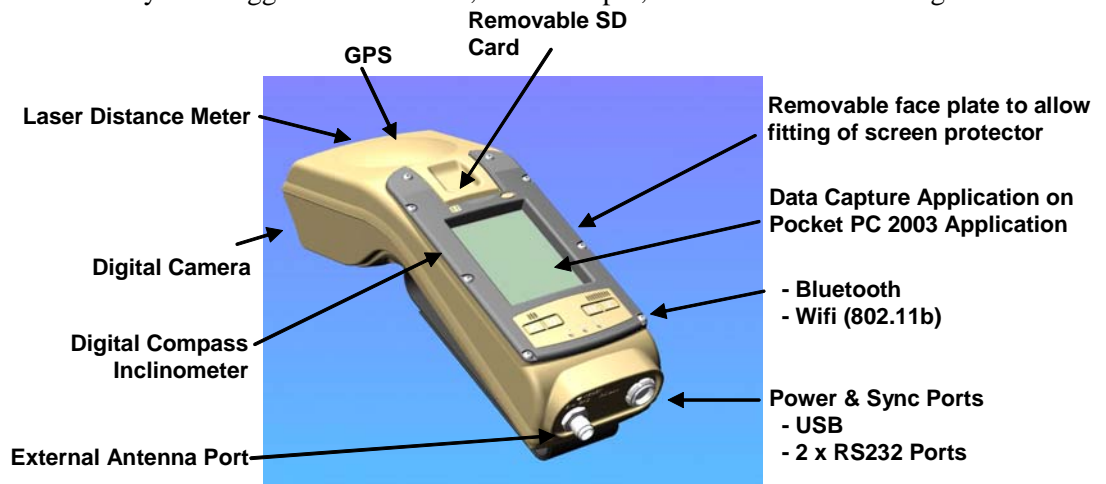 Removable SD
Card
GPS
Laser Distance Meter
Removable face plate to allow
fitting of screen protector
Data Capture Application on
Pocket PC 2003 Application
Digital Camera
- Bluetooth
- Wifi (802.11b)
Digital Compass
Inclinometer
Power & Sync Ports
- USB
- 2 x RS232 Ports
External Antenna Port